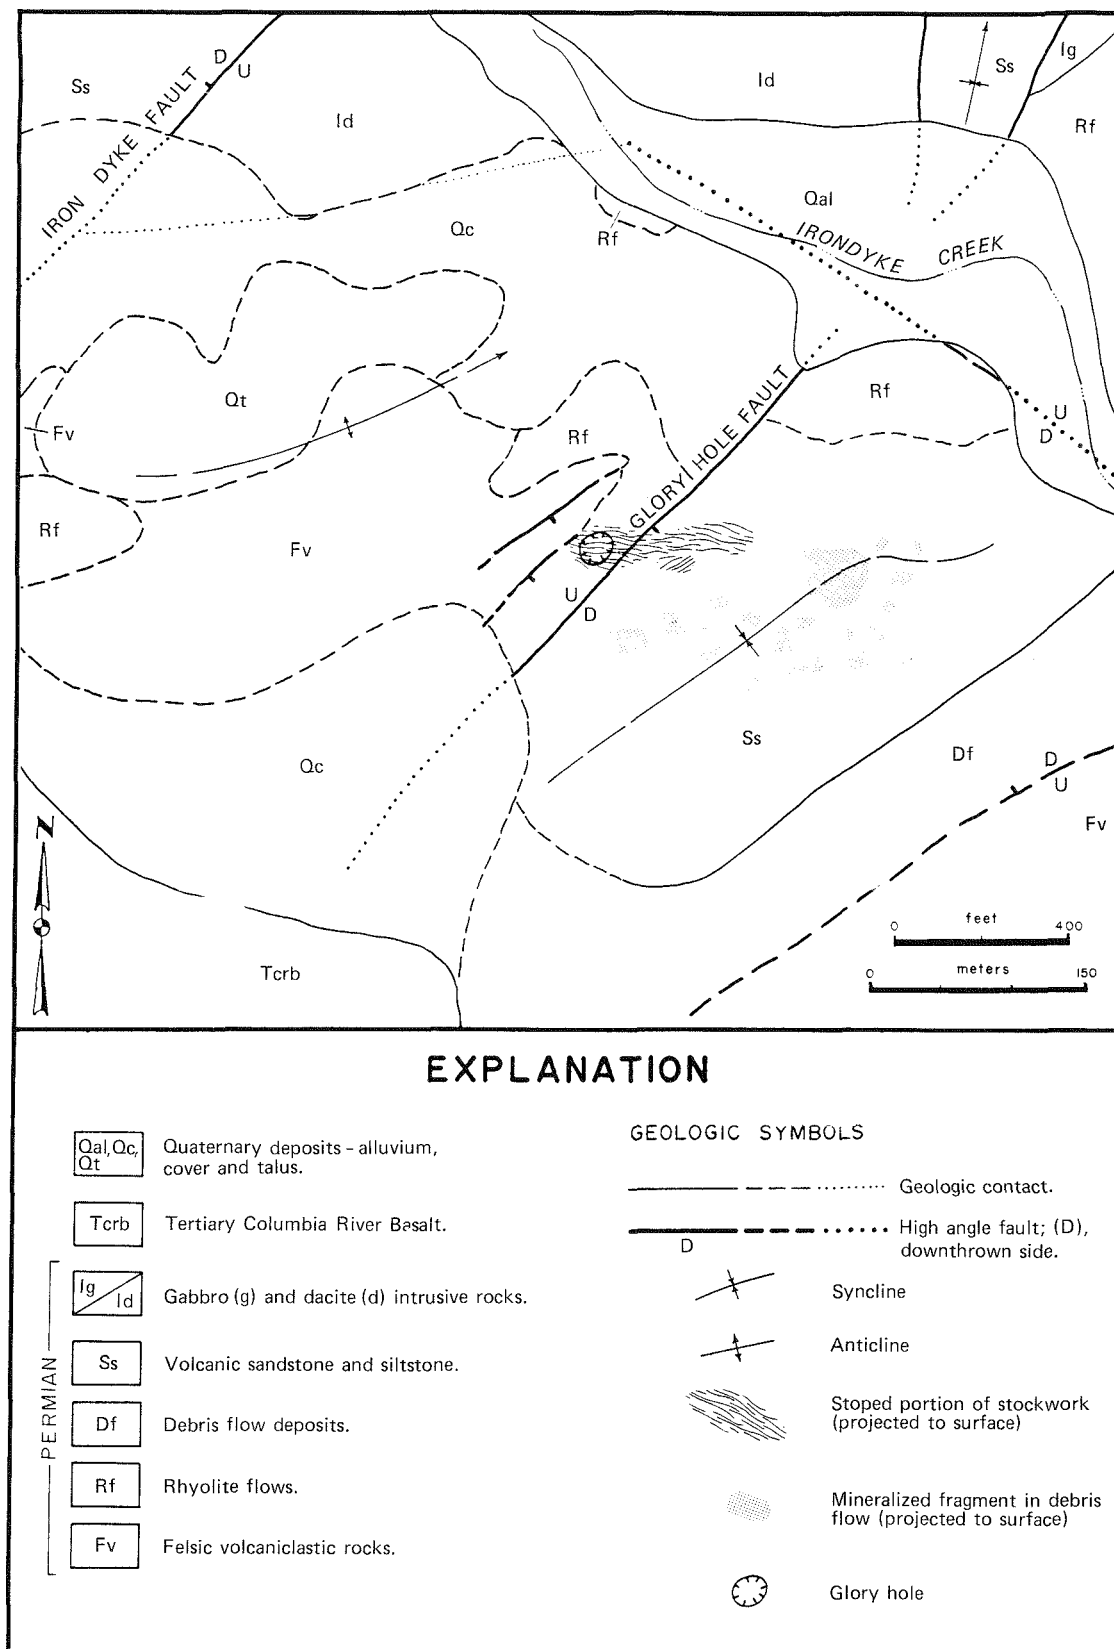 D
U
Ss
IRON DYKE FAULT
Id
Id
Ss
Ig
Rf
Qal
Qc
Rf
IRONDYKE CREEK
Qt
Fv
Rf
Rf
Rf
GLORY HOLE FAULT
U
D
Fv
U
D
Ss
Qc
Df
D
U
Fv
N
Tcrb
feet
0 400
meters
0 150
EXPLANATION
Qal, Qc,
Qt
Quaternary deposits - alluvium,
cover and talus.
Tcrb
Tertiary Columbia River Basalt.
PERMIAN
Ig
Id
Gabbro (g) and dacite (d) intrusive rocks.
Ss
Volcanic sandstone and siltstone.
Df
Debris flow deposits.
Rf
Rhyolite flows.
Fv
Felsic volcaniclastic rocks.
GEOLOGIC SYMBOLS
Geologic contact.
D
High angle fault; (D),
downthrown side.
Syncline
Anticline
Stoped portion of stockwork
(projected to surface)
Mineralized fragment in debris
flow (projected to surface)
Glory hole